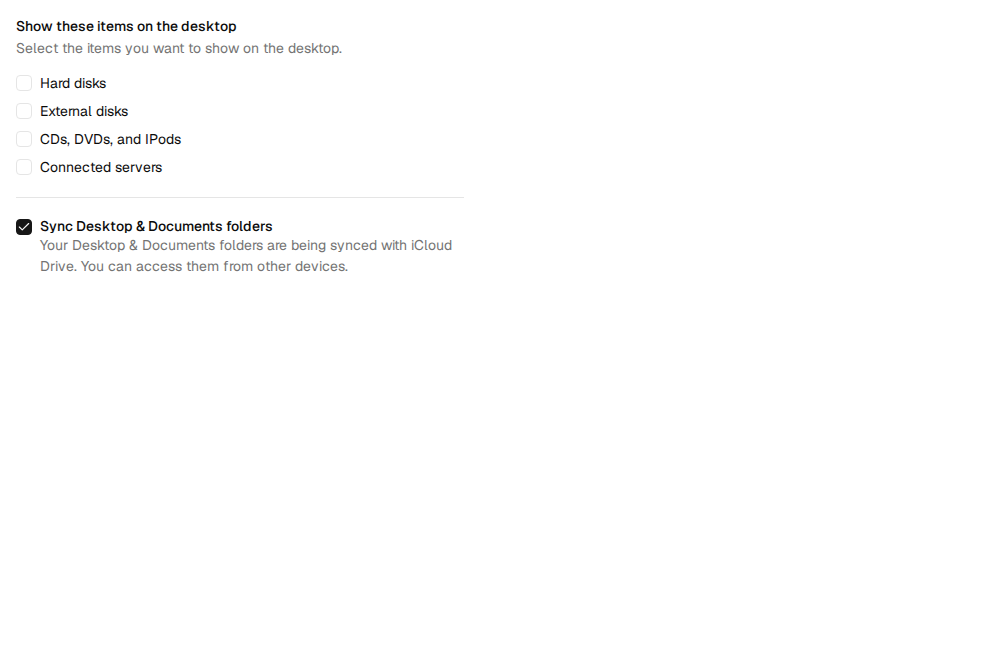 Show these items on the desktop
Select the items you want to show on the desktop.
Hard disks
External disks
CDs, DVDs, and IPods
Connected servers
Sync Desktop & Documents folders
Your Desktop & Documents folders are being synced with iCloud
Drive. You can access them from other devices.